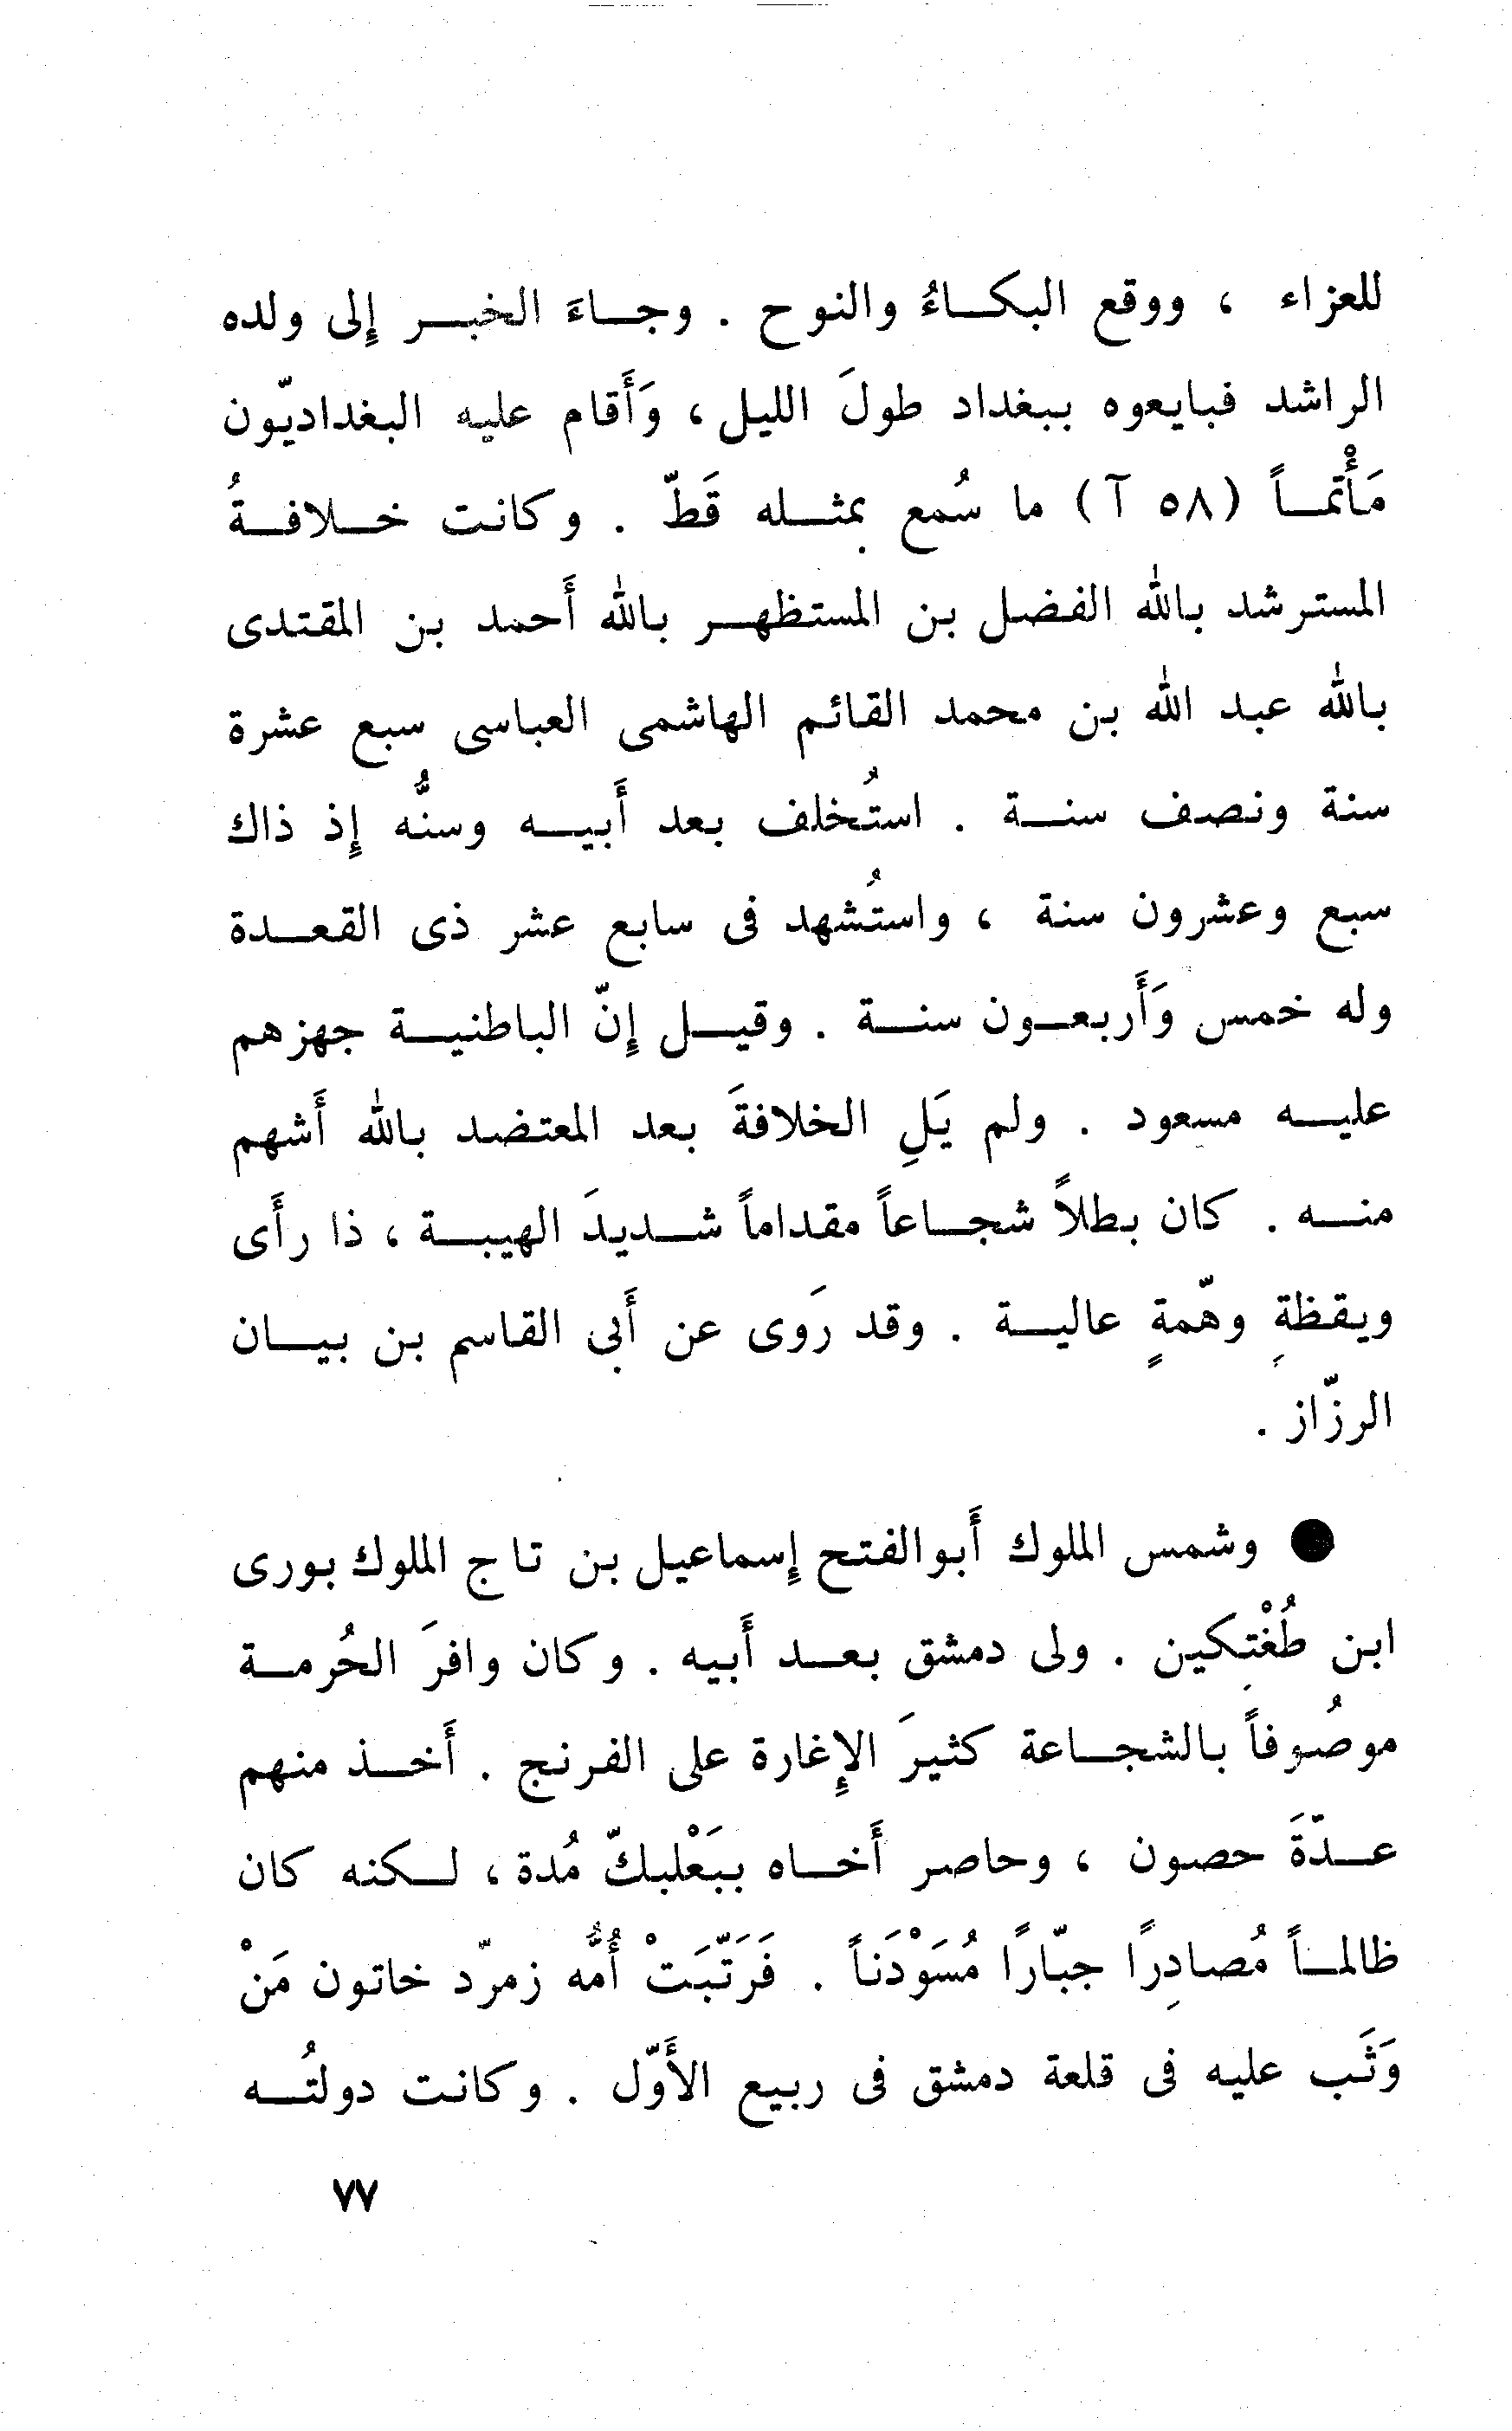 للعزاء ، ووقع البكاءُ والنوح . وجاءَ الخبر إلى ولده
الراشد فبايعوه ببغداد طولَ الليل ، وَأَقام عليه البغداديّون
مَأْتماً (٥٨ آ) ما سُمع بمثله قَطّ . وكانت خلافةُ
المسترشد بالله الفضل بن المستظهر بالله أَحمد بن المقتدى
بالله عبد الله بن محمد القائم الهاشمى العباسى سبع عشرة
سنة ونصف سنة . استُخلف بعد أَبيه وسنُّه إِذ ذاك
سبع وعشرون سنة ، واستُشهد فى سابع عشر ذى القعدة
وله خمس وَأَربعون سنة . وقيل إِنّ الباطنية جهزهم
عليه مسعود . ولم يَلِ الخلافةَ بعد المعتضد بالله أَشهم
منه . كان بطلاً شجاعاً مقداماً شديدَ الهيبة ، ذا رأَى
ويقظةٍ وهّمةٍ عالية . وقد رَوى عن أَبى القاسم بن بيان
الرزّاز .
● وشمس الملوك أَبو الفتح إِسماعيل بن تاج الملوك بورى
ابن طُغْتِكين . ولى دمشق بعد أَبيه . وكان وافرَ الحُرمة
موصُوفاً بالشجاعة كثيرَ الإِغارة على الفرنج . أَخذ منهم
عدّةَ حصون ، وحاصر أَخاه ببَعْلبكّ مُدة ، لكنه كان
ظالماً مُصادِرًا جبّارًا مُسَوْدَناً . فَرَتّبَتْ أُمُّه زمرّد خاتون مَنْ
وَثَب عليه فى قلعة دمشق فى ربيع الأَوّل . وكانت دولتُه
٧٧